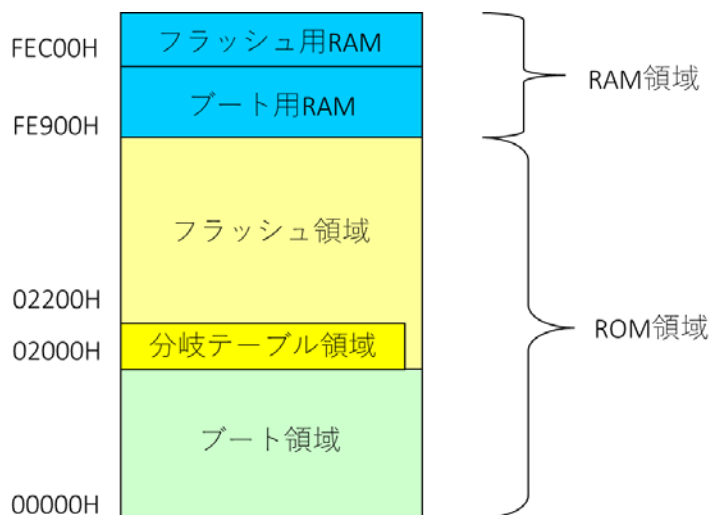 FEC00H
フラッシュ用RAM
RAM領域
ブート用RAM
FE900H
フラッシュ領域
02200H
ROM領域
分岐テーブル領域
02000H
ブート領域
00000H